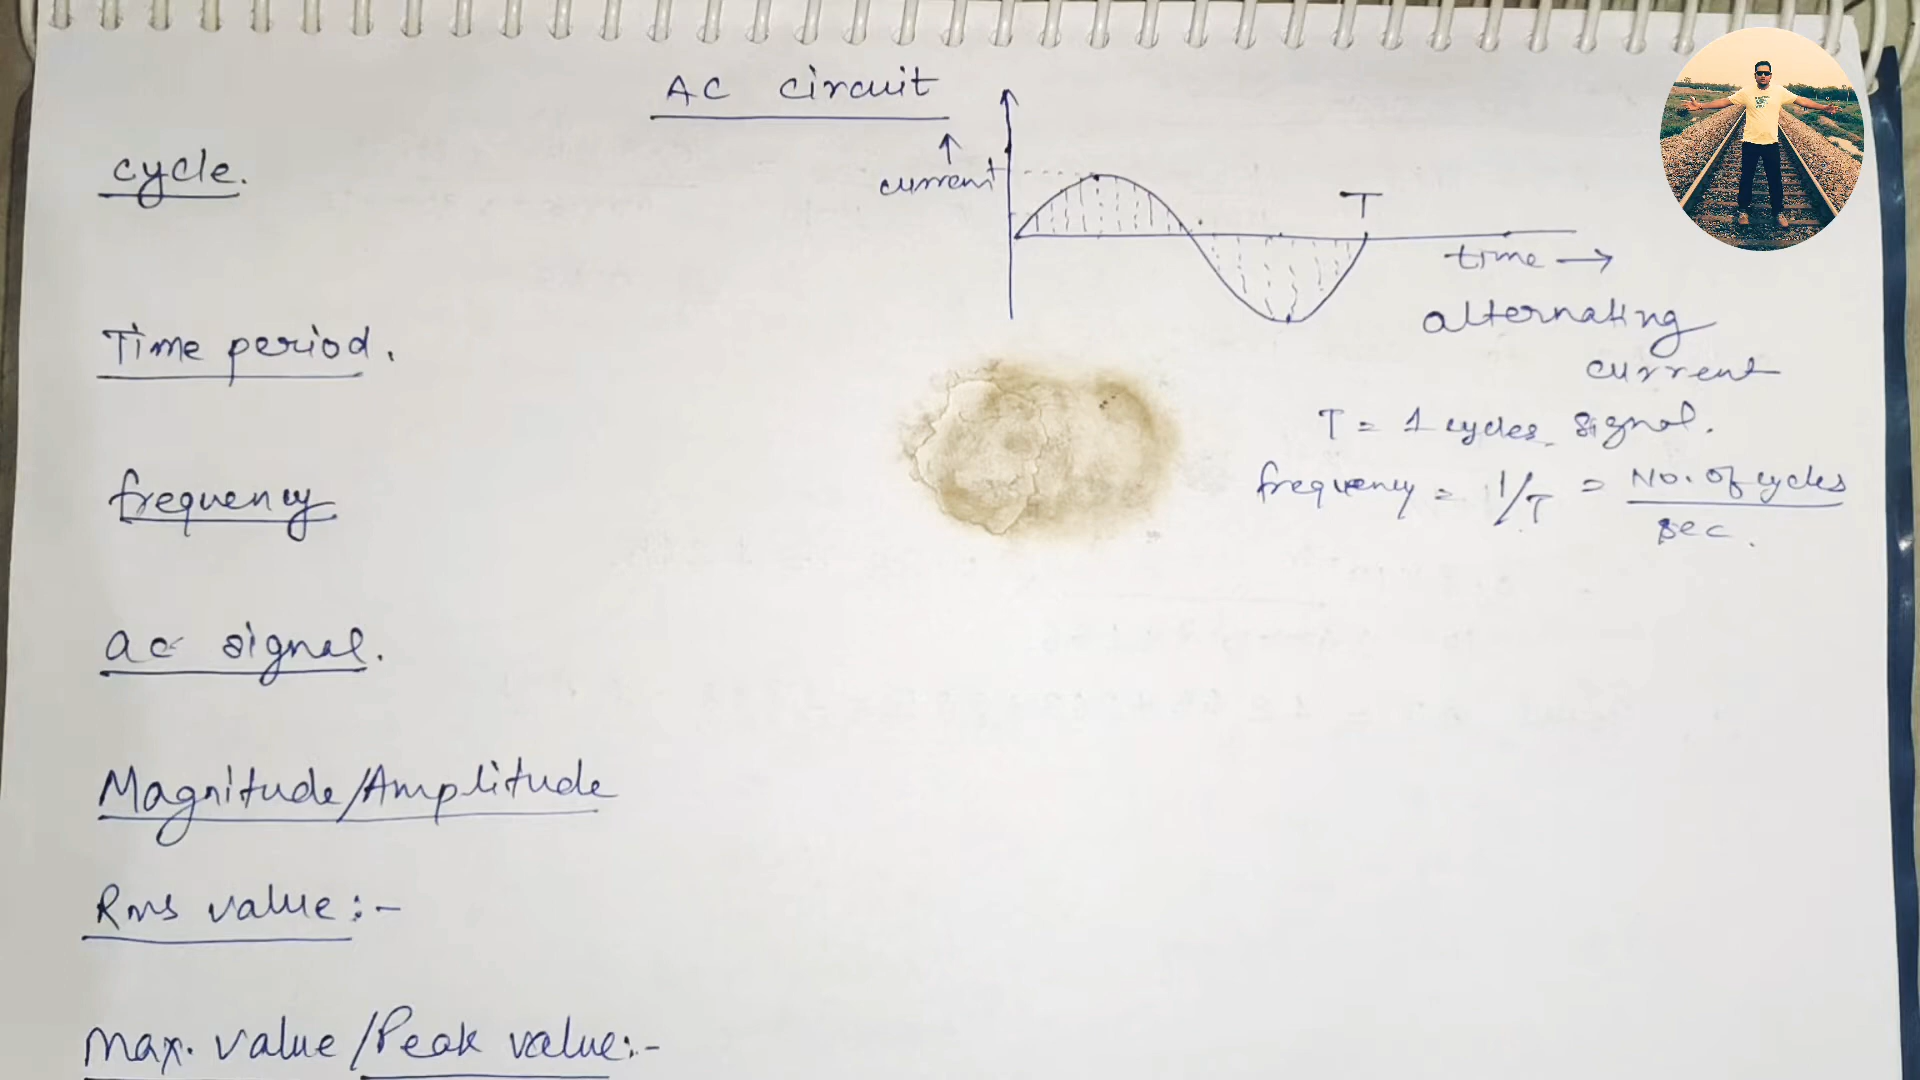 AC circuit
cycle.
↑
current
T
time →
alternating
current
Time period.
T = 1 cycles signal.
frequency = 1/T = No. of cycles
sec.
frequency
ac signal.
Magnitude/Amplitude
Rms value:-
Max. value/Peak value:-